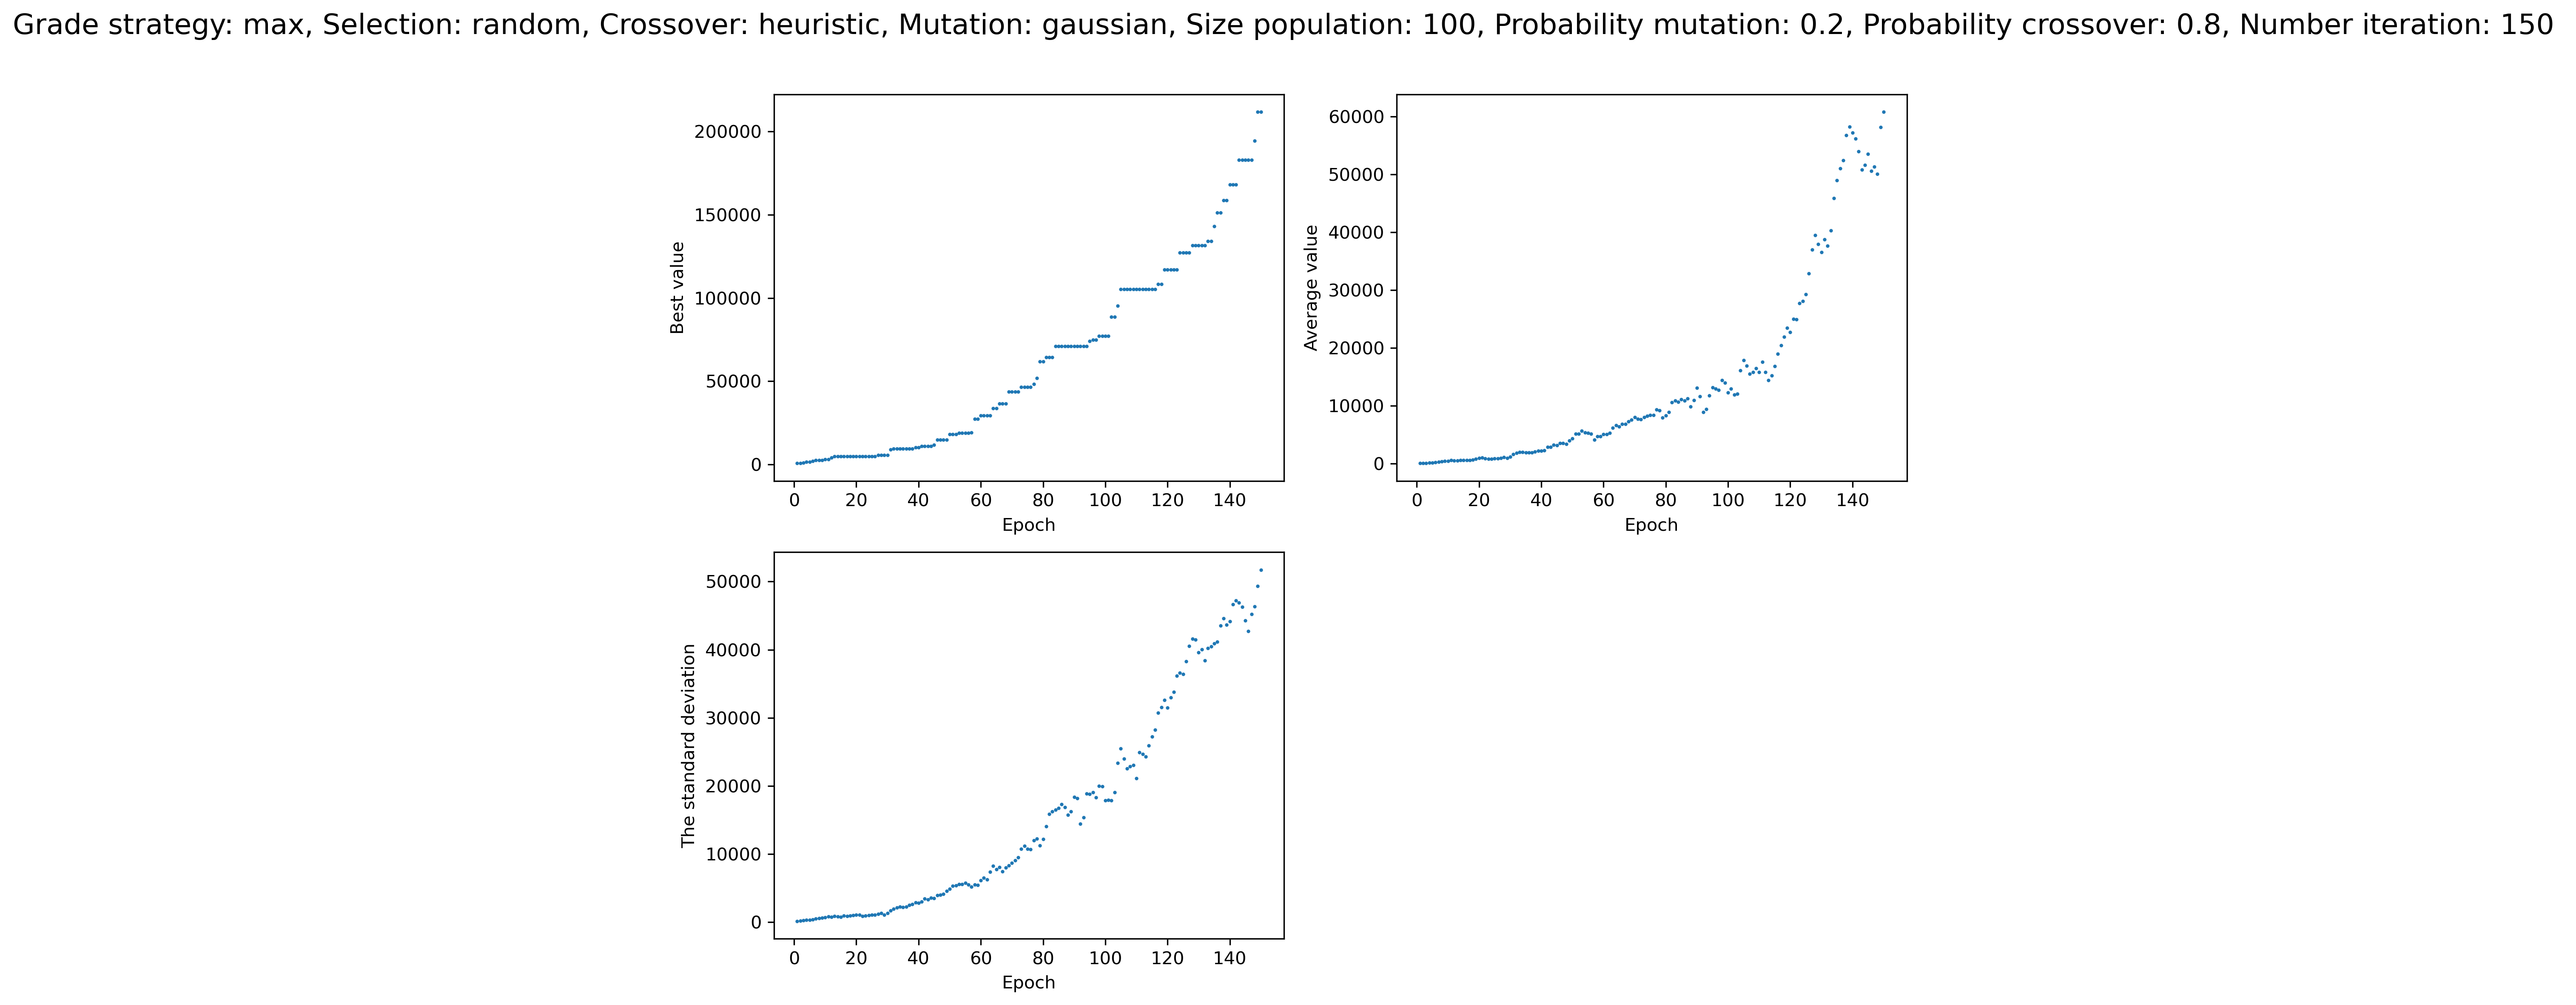 Grade strategy: max, Selection: random, Crossover: heuristic, Mutation: gaussian, Size population: 100, Probability mutation: 0.2, Probability crossover: 0.8, Number iteration: 150
200000
150000
100000
50000
0
Best value
0 20 40 60 80 100 120 140
Epoch
60000
50000
40000
30000
20000
10000
0
Average value
0 20 40 60 80 100 120 140
Epoch
50000
40000
30000
20000
10000
0
The standard deviation
0 20 40 60 80 100 120 140
Epoch